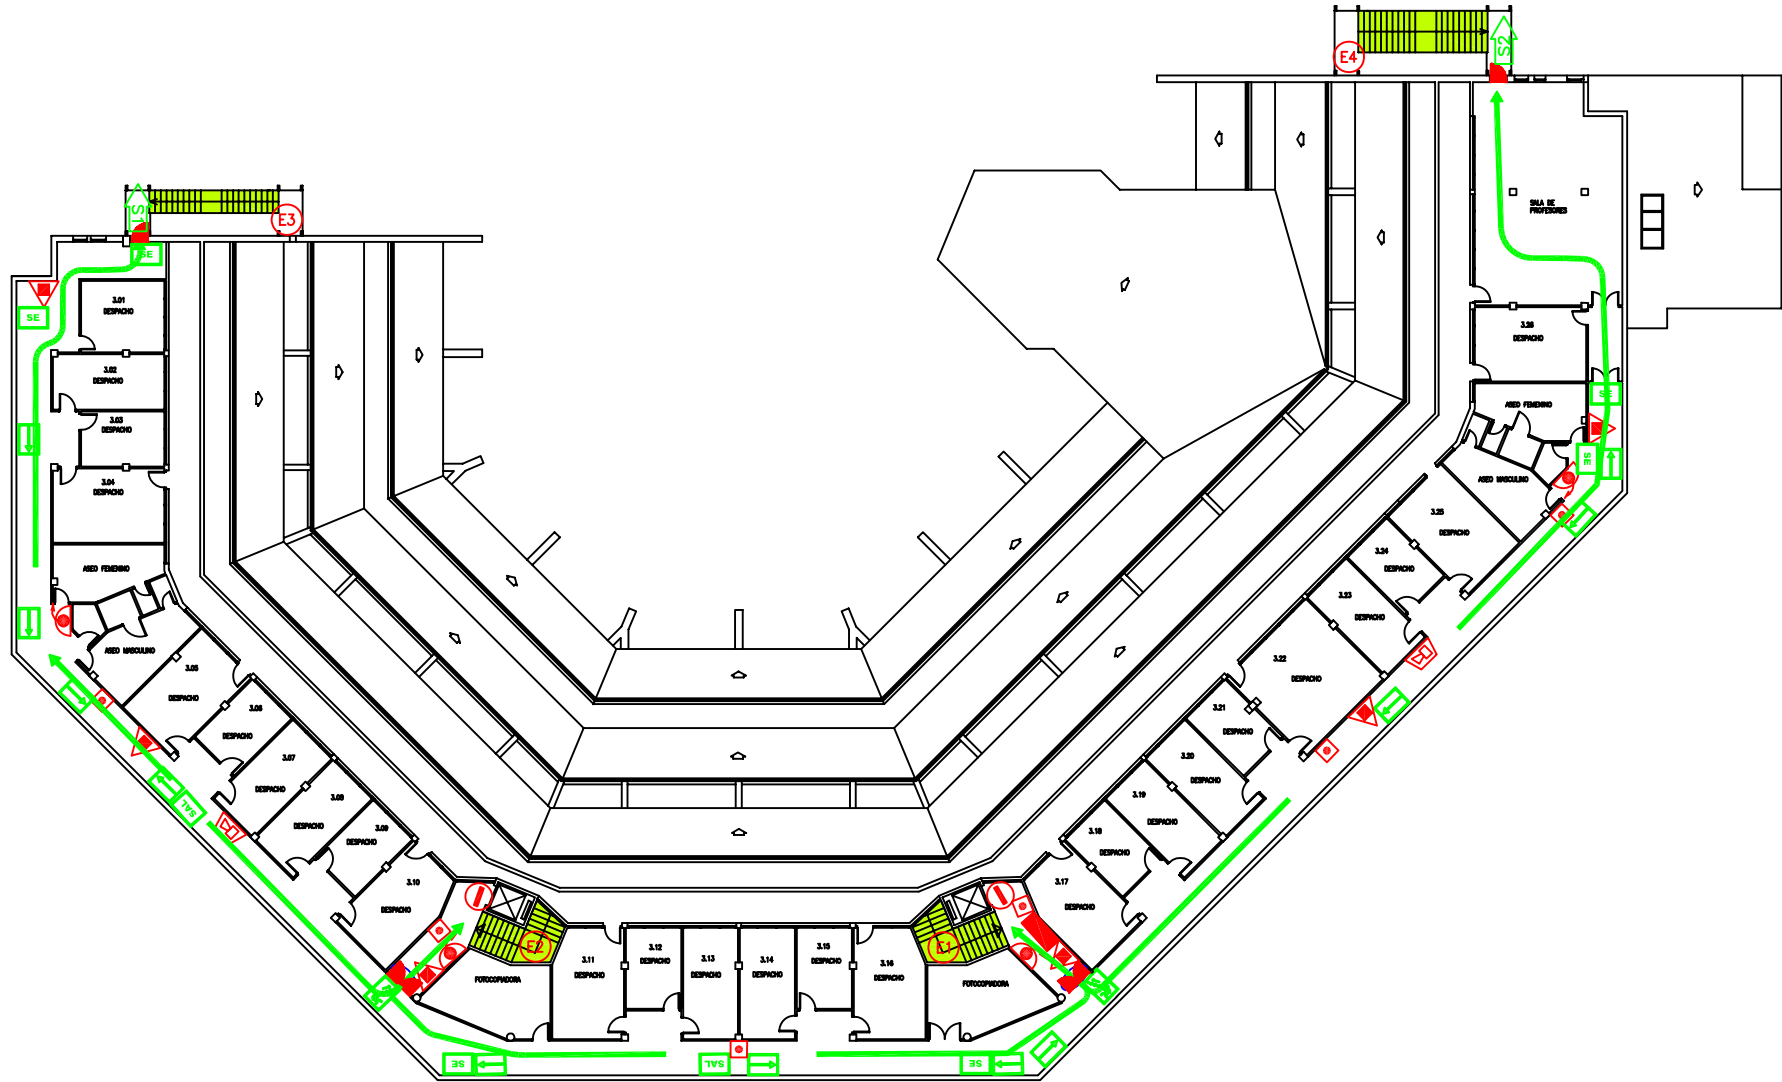 E4
S2
S1
E3
SE
SE
SALA DE
PROFESORES
3.01
DESPACHO
3.02
DESPACHO
3.03
DESPACHO
3.04
DESPACHO
ASEO FEMENINO
ASEO MASCULINO
3.05
DESPACHO
3.06
DESPACHO
3.07
DESPACHO
3.08
DESPACHO
3.09
DESPACHO
3.10
DESPACHO
SAL
E2
FOTOCOPIADORA
3.11
DESPACHO
3.12
DESPACHO
3.13
DESPACHO
3.14
DESPACHO
3.15
DESPACHO
3.16
DESPACHO
E1
FOTOCOPIADORA
3.17
DESPACHO
3.18
DESPACHO
3.19
DESPACHO
3.20
DESPACHO
3.21
DESPACHO
3.22
DESPACHO
3.23
DESPACHO
3.24
DESPACHO
3.25
DESPACHO
ASEO MASCULINO
ASEO FEMENINO
3.26
DESPACHO
SE
SE
SE
SAL
SE